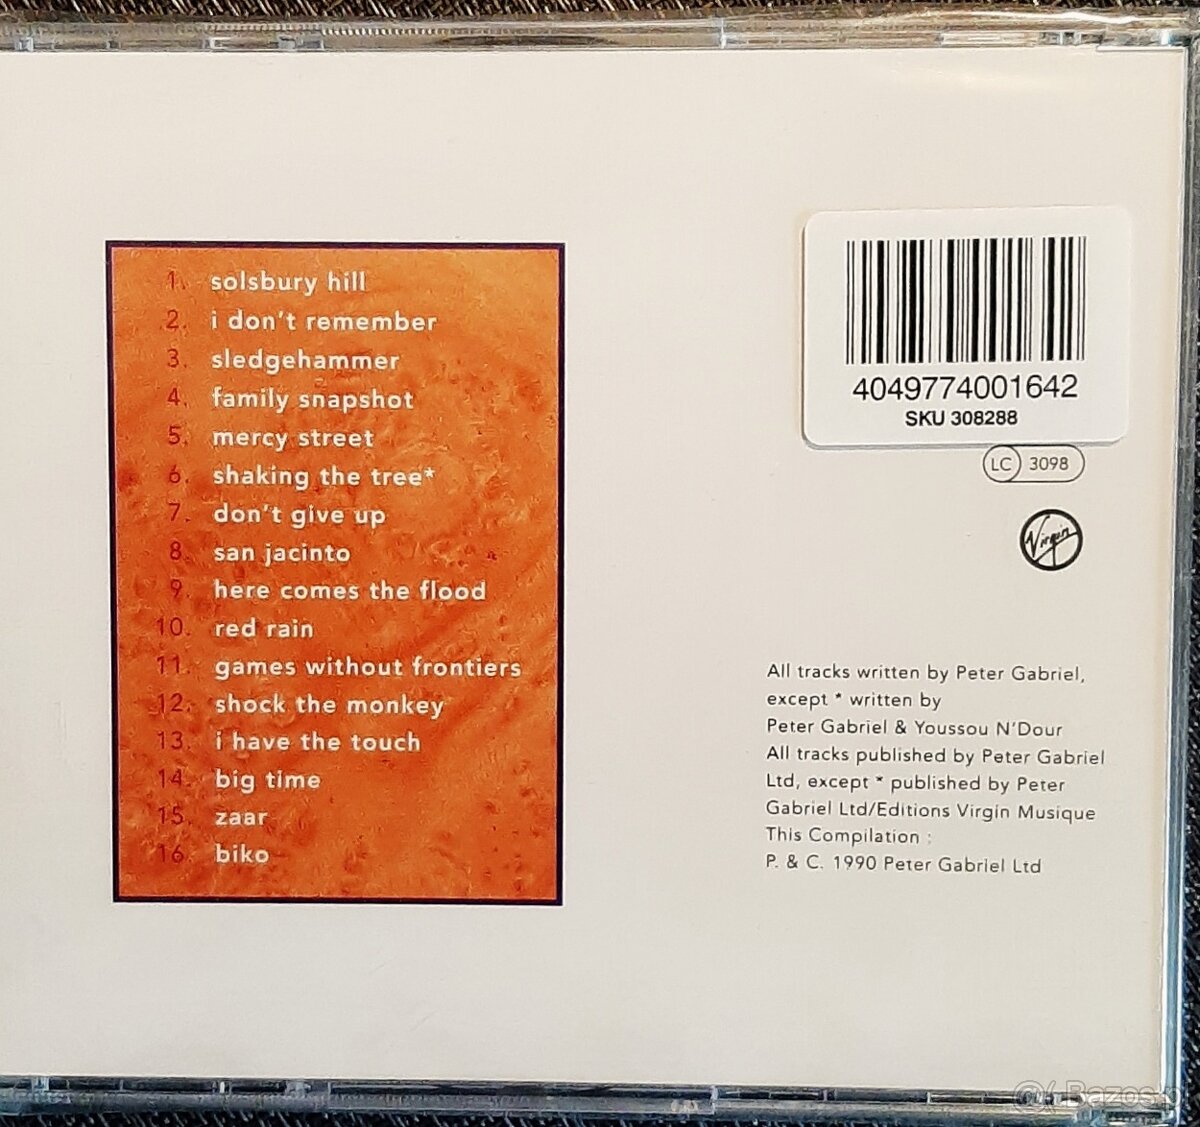 1. solsbury hill
2. i don't remember
3. sledgehammer
4. family snapshot
5. mercy street
6. shaking the tree*
7. don't give up
8. san jacinto
9. here comes the flood
10. red rain
11. games without frontiers
12. shock the monkey
13. i have the touch
14. big time
15. zaar
16. biko
4049774001642
SKU 308288
LC 3098
Virgin
All tracks written by Peter Gabriel,
except * written by
Peter Gabriel & Youssou N'Dour
All tracks published by Peter Gabriel
Ltd, except * published by Peter
Gabriel Ltd/Editions Virgin Musique
This Compilation :
P. & C. 1990 Peter Gabriel Ltd